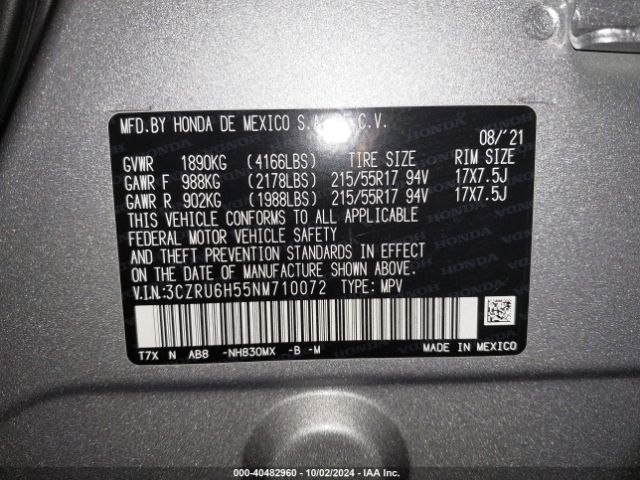 MFD.BY HONDA DE MEXICO S.A. C.V.
08/'21
GVWR 1890KG (4166LBS) TIRE SIZE RIM SIZE
GAWR F 988KG (2178LBS) 215/55R17 94V 17X7.5J
GAWR R 902KG (1988LBS) 215/55R17 94V 17X7.5J
THIS VEHICLE CONFORMS TO ALL APPLICABLE
FEDERAL MOTOR VEHICLE SAFETY
AND THEFT PREVENTION STANDARDS IN EFFECT
ON THE DATE OF MANUFACTURE SHOWN ABOVE.
V.I.N.:3CZRU6H55NM710072 TYPE: MPV
T7X N AB8 -NH830MX -B -M MADE IN MEXICO
000-40482960 - 10/02/2024 - IAA Inc.